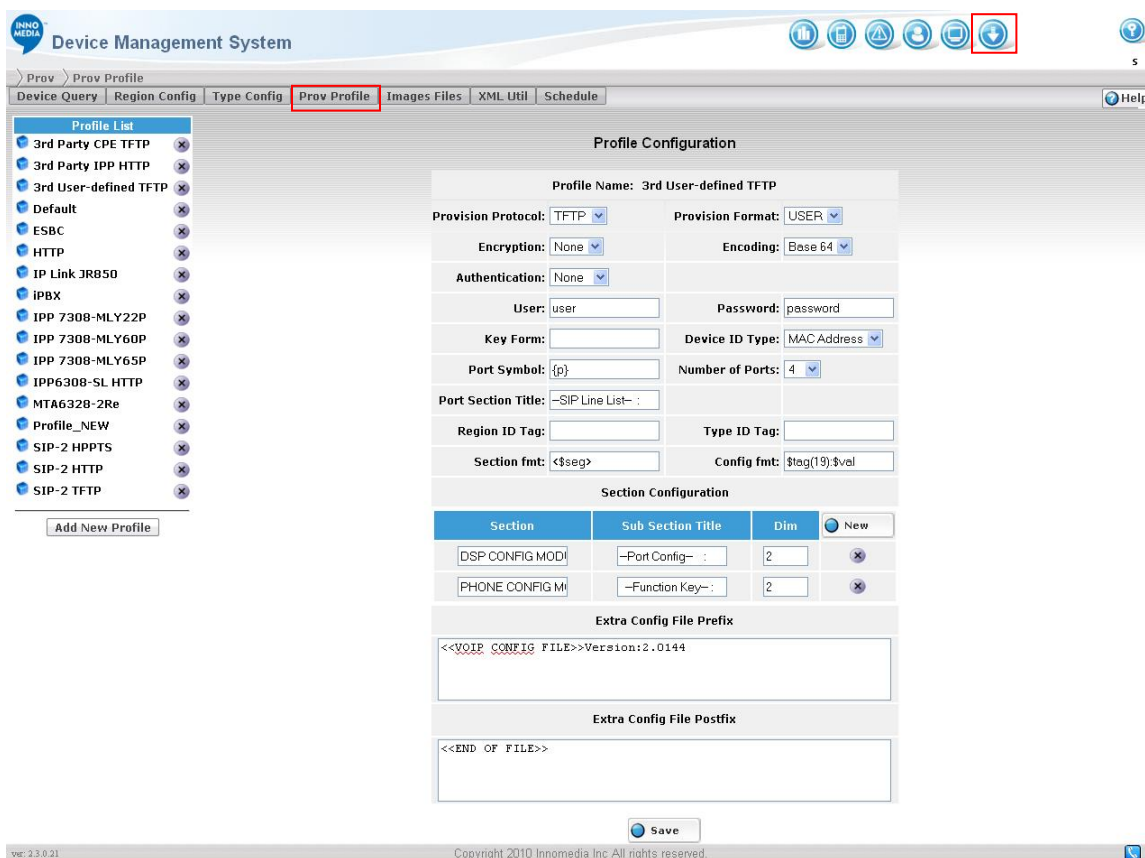 INNO
MEDIA
Device Management System
s
Prov Prov Profile
Device Query Region Config Type Config Prov Profile Images Files XML Util Schedule
Help
Profile List
3rd Party CPE TFTP
3rd Party IPP HTTP
3rd User-defined TFTP
Default
ESBC
HTTP
IP Link JR850
iPBX
IPP 7308-MLY22P
IPP 7308-MLY60P
IPP 7308-MLY65P
IPP6308-SL HTTP
MTA6328-2Re
Profile_NEW
SIP-2 HPPTS
SIP-2 HTTP
SIP-2 TFTP
Add New Profile
Profile Configuration
Profile Name: 3rd User-defined TFTP
Provision Protocol: TFTP Provision Format: USER
Encryption: None Encoding: Base 64
Authentication: None
User: user Password: password
Key Form: Device ID Type: MAC Address
Port Symbol: {p} Number of Ports: 4
Port Section Title: --SIP Line List-- :
Region ID Tag: Type ID Tag:
Section fmt: <$seg> Config fmt: $tag(19):$val
Section Configuration
Section Sub Section Title Dim New
DSP CONFIG MODU --Port Config-- : 2
PHONE CONFIG MO --Function Key-- : 2
Extra Config File Prefix
<<VOIP CONFIG FILE>>Version:2.0144
Extra Config File Postfix
<<END OF FILE>>
Save
ver: 2.3.0.21
Copyright 2010 Innomedia Inc All rights reserved.